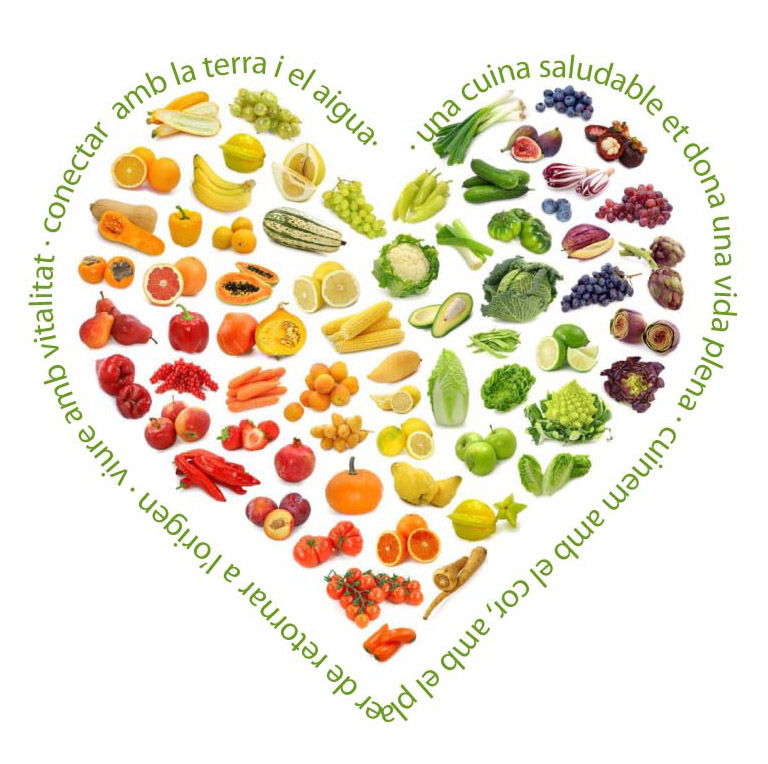 · una cuina saludable et dona una vida plena · cuinem amb el cor, amb el plaer de retornar a l'origen · viure amb vitalitat · conectar amb la terra i el aigua ·